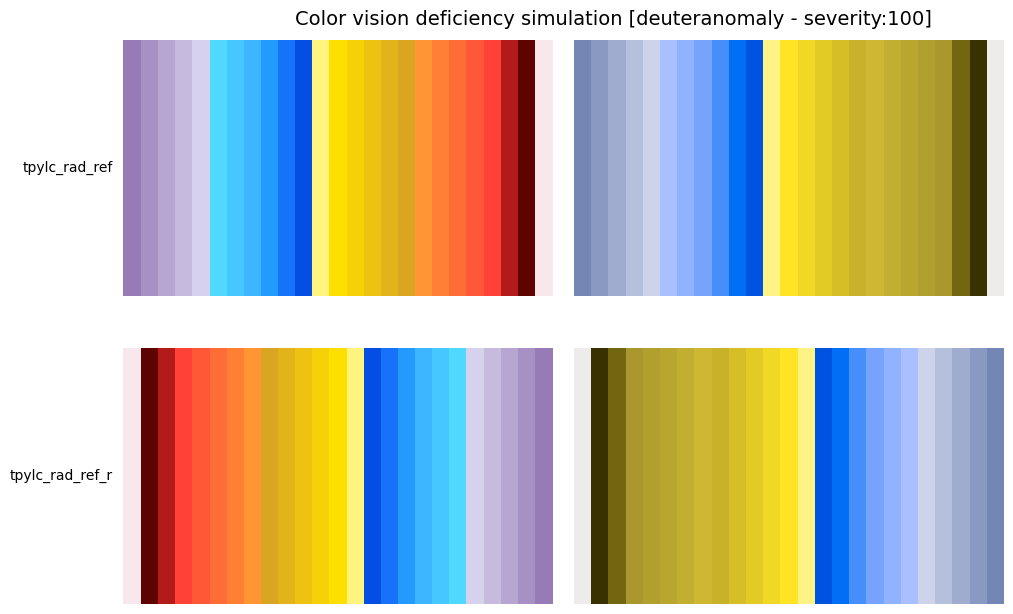 Color vision deficiency simulation [deuteranomaly - severity:100]
tpylc_rad_ref
tpylc_rad_ref_r